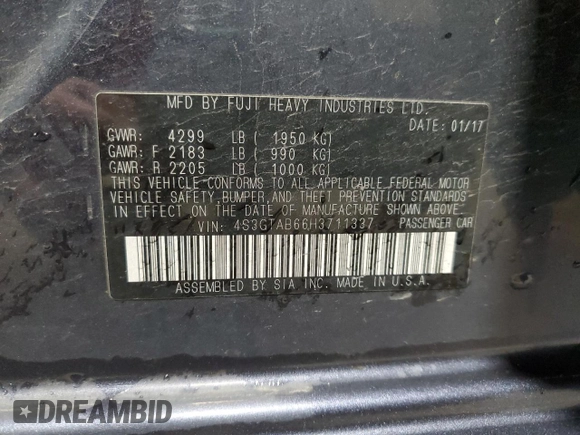 MFD BY FUJI HEAVY INDUSTRIES LTD.
DATE: 01/17
GVWR: 4299 LB ( 1950 KG)
GAWR: F 2183 LB ( 990 KG)
GAWR: R 2205 LB ( 1000 KG)
THIS VEHICLE CONFORMS TO ALL APPLICABLE FEDERAL MOTOR
VEHICLE SAFETY,BUMPER,AND THEFT PREVENTION STANDARDS
IN EFFECT ON THE DATE OF MANUFACTURE SHOWN ABOVE.
VIN: 4S3GTAB66H3711337 PASSENGER CAR
ASSEMBLED BY SIA INC. MADE IN U.S.A.
DREAMBID